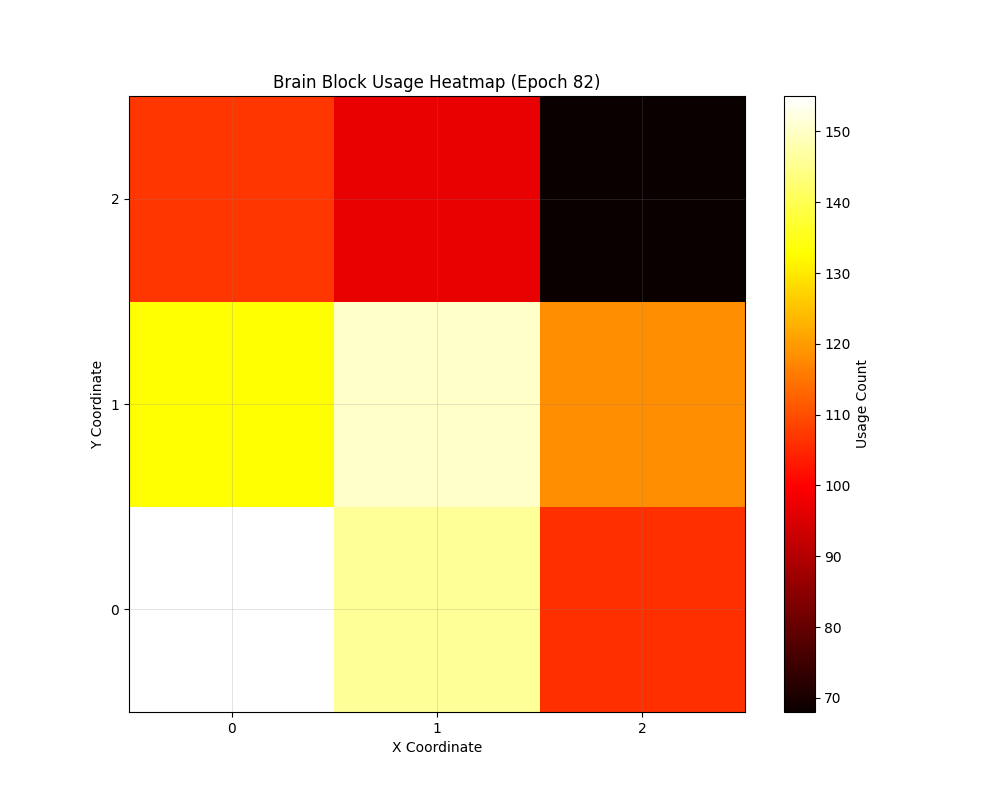 Brain Block Usage Heatmap (Epoch 82)
150
140
130
120
110
100
90
80
70
Usage Count
2
1
0
Y Coordinate
0 1 2
X Coordinate